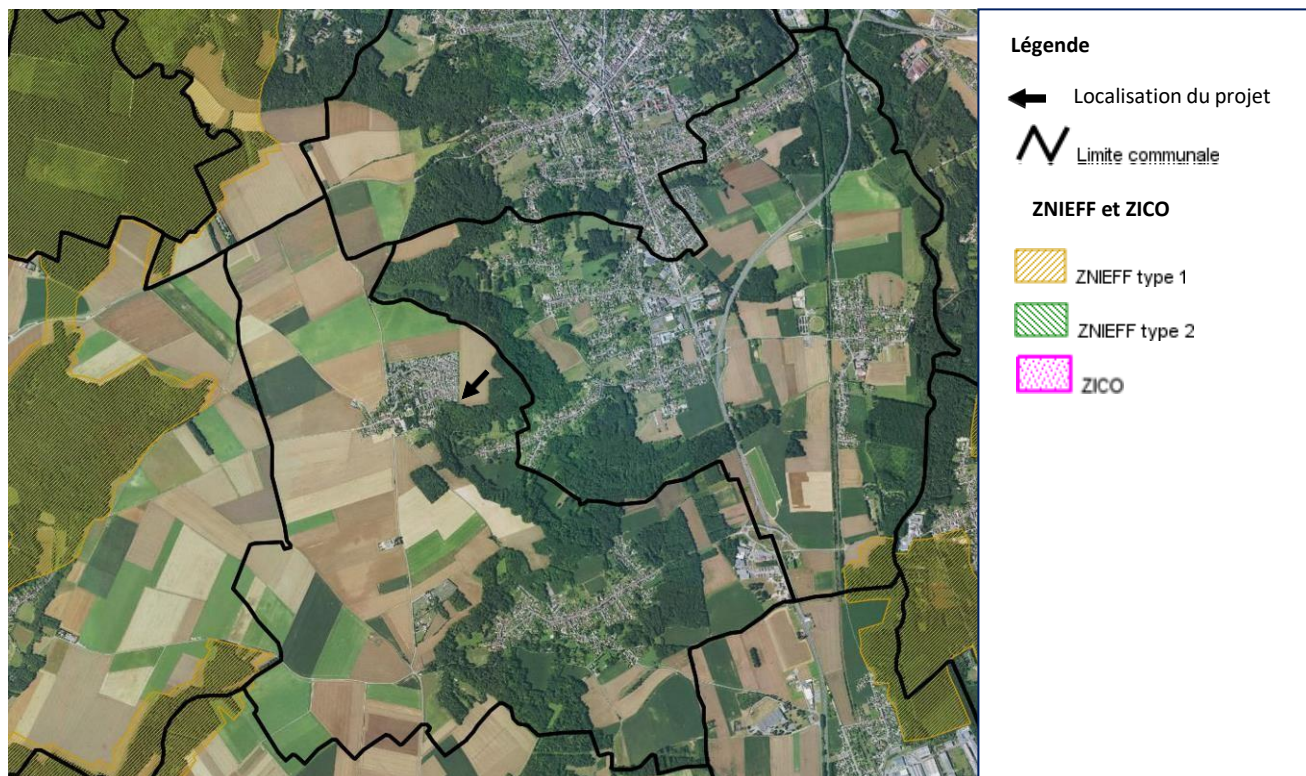 Légende
Localisation du projet
Limite communale
ZNIEFF et ZICO
ZNIEFF type 1
ZNIEFF type 2
ZICO